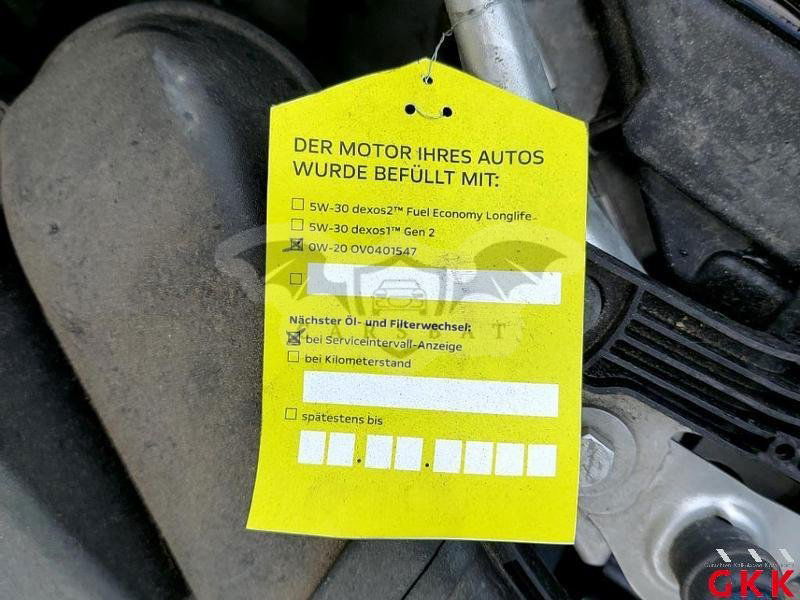 DER MOTOR IHRES AUTOS
WURDE BEFÜLLT MIT:
5W-30 dexos2™ Fuel Economy Longlife
5W-30 dexos1™ Gen 2
0W-20 OV0401547
Nächster Öl- und Filterwechsel:
bei Serviceintervall-Anzeige
bei Kilometerstand
spätestens bis
CARSBAT
GKK